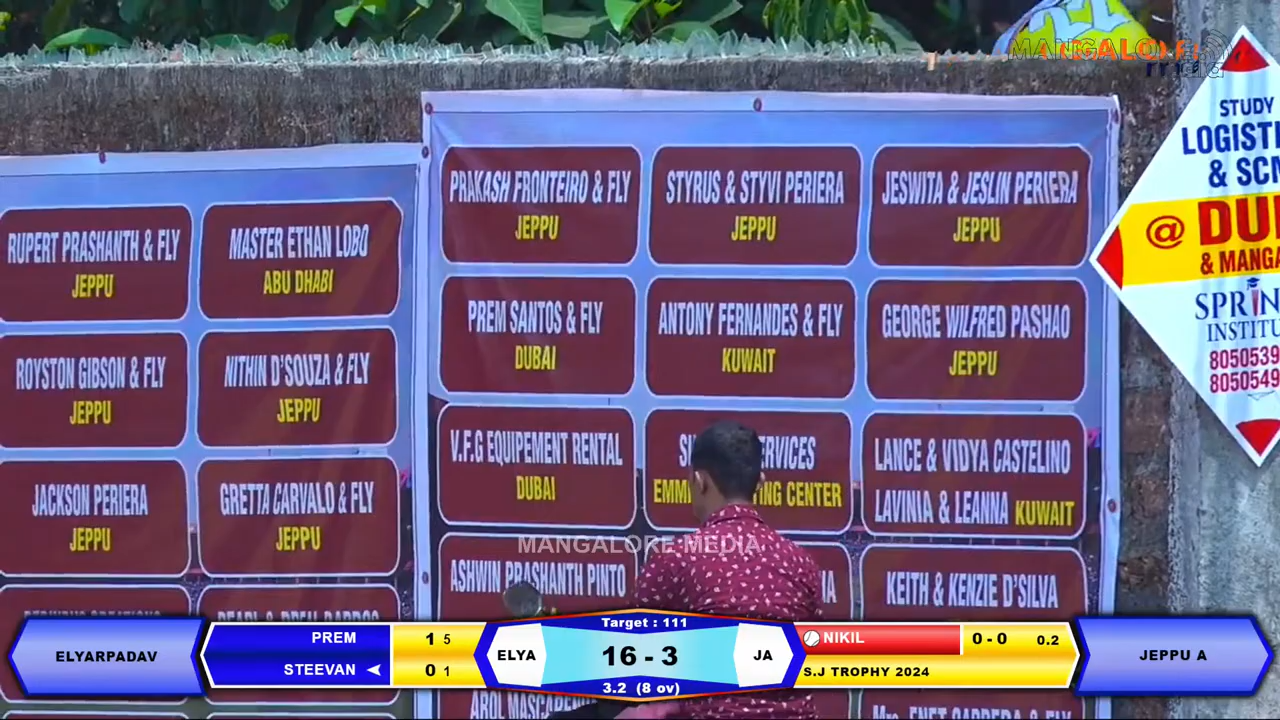 MANGALORE
media
STUDY
LOGISTI
& SCM
@ DU
& MANGA
SPRIN
INSTITU
8050539
8050549
RUPERT PRASHANTH & FLY
JEPPU
MASTER ETHAN LOBO
ABU DHABI
ROYSTON GIBSON & FLY
JEPPU
NITHIN D'SOUZA & FLY
JEPPU
JACKSON PERIERA
JEPPU
GRETTA CARVALO & FLY
JEPPU
PRAKASH FRONTEIRO & FLY
JEPPU
STYRUS & STYVI PERIERA
JEPPU
JESWITA & JESLIN PERIERA
JEPPU
PREM SANTOS & FLY
DUBAI
ANTONY FERNANDES & FLY
KUWAIT
GEORGE WILFRED PASHAO
JEPPU
V.F.G EQUIPEMENT RENTAL
DUBAI
CENTER
LANCE & VIDYA CASTELINO
LAVINIA & LEANNA KUWAIT
ASHWIN PRASHANTH PINTO
KEITH & KENZIE D'SILVA
MANGALORE MEDIA
ELYARPADAV
PREM 1 5
STEEVAN 0 1
ELYA
Target : 111
16 - 3
3.2 (8 ov)
JA
NIKIL 0 - 0 0.2
S.J TROPHY 2024
JEPPU A